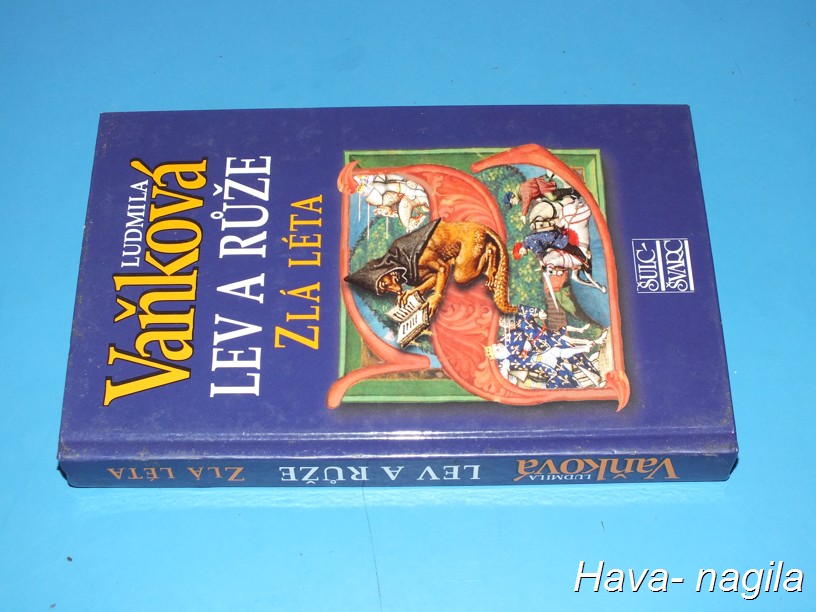 LUDMILA
Vaňková
LEV A RŮŽE
ZLÁ LÉTA
ŠULC-
ŠVARC
LUDMILA
Vaňková
LEV A RŮŽE
ZLÁ LÉTA
Hava- nagila